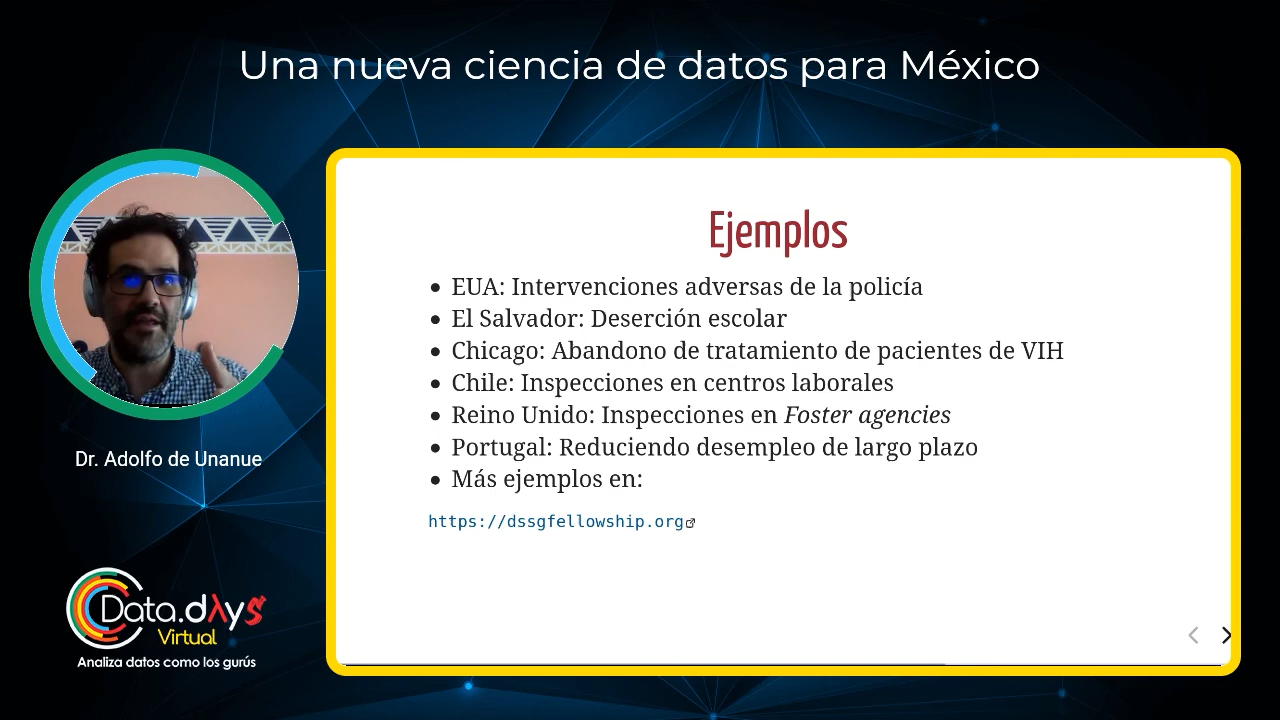 Una nueva ciencia de datos para México
Ejemplos
EUA: Intervenciones adversas de la policía
El Salvador: Deserción escolar
Chicago: Abandono de tratamiento de pacientes de VIH
Chile: Inspecciones en centros laborales
Reino Unido: Inspecciones en Foster agencies
Portugal: Reduciendo desempleo de largo plazo
Más ejemplos en:
https://dssgfellowship.org
Dr. Adolfo de Unanue
Data.dAys
Virtual
Analiza datos como los gurús